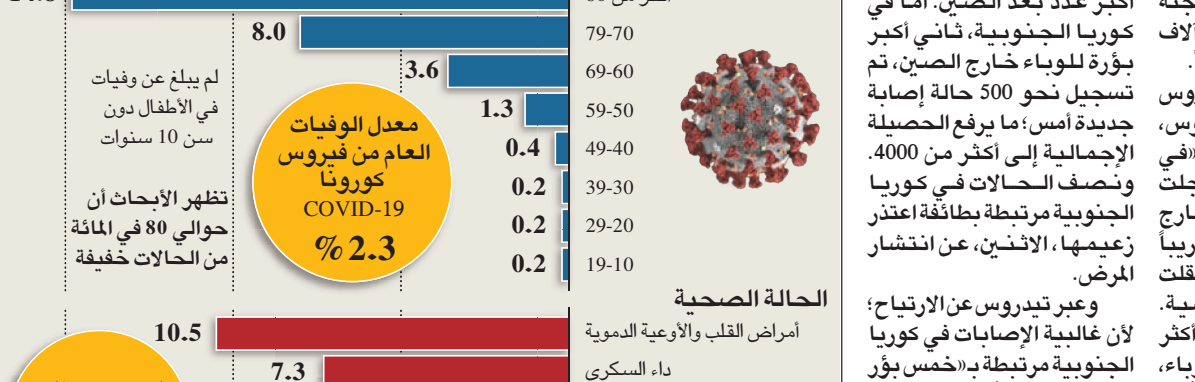 79-70
8.0
69-60
3.6
59-50
1.3
49-40
0.4
39-30
0.2
29-20
0.2
19-10
0.2
لم يبلغ عن وفيات
في الأطفال دون
سن 10 سنوات
تظهر الأبحاث أن
حوالي 80 في المائة
من الحالات خفيفة
معدل الوفيات
العام من فيروس
كورونا
COVID-19
% 2.3
الحالة الصحية
أمراض القلب والأوعية الدموية
10.5
داء السكري
7.3
أكبر عدد بعد الصين. أما في
كوريا الجنوبية، ثاني أكبر
بؤرة للوباء خارج الصين، تم
تسجيل نحو 500 حالة إصابة
جديدة أمس؛ ما يرفع الحصيلة
الإجمالية إلى أكثر من 4000.
ونصف الحالات في كوريا
الجنوبية مرتبطة بطائفة اعتذر
زعيمها، الاثنين، عن انتشار
المرض.
وعبر تيدروس عن الارتياح؛
لأن غالبية الإصابات في كوريا
الجنوبية مرتبطة بـ«خمس بؤر